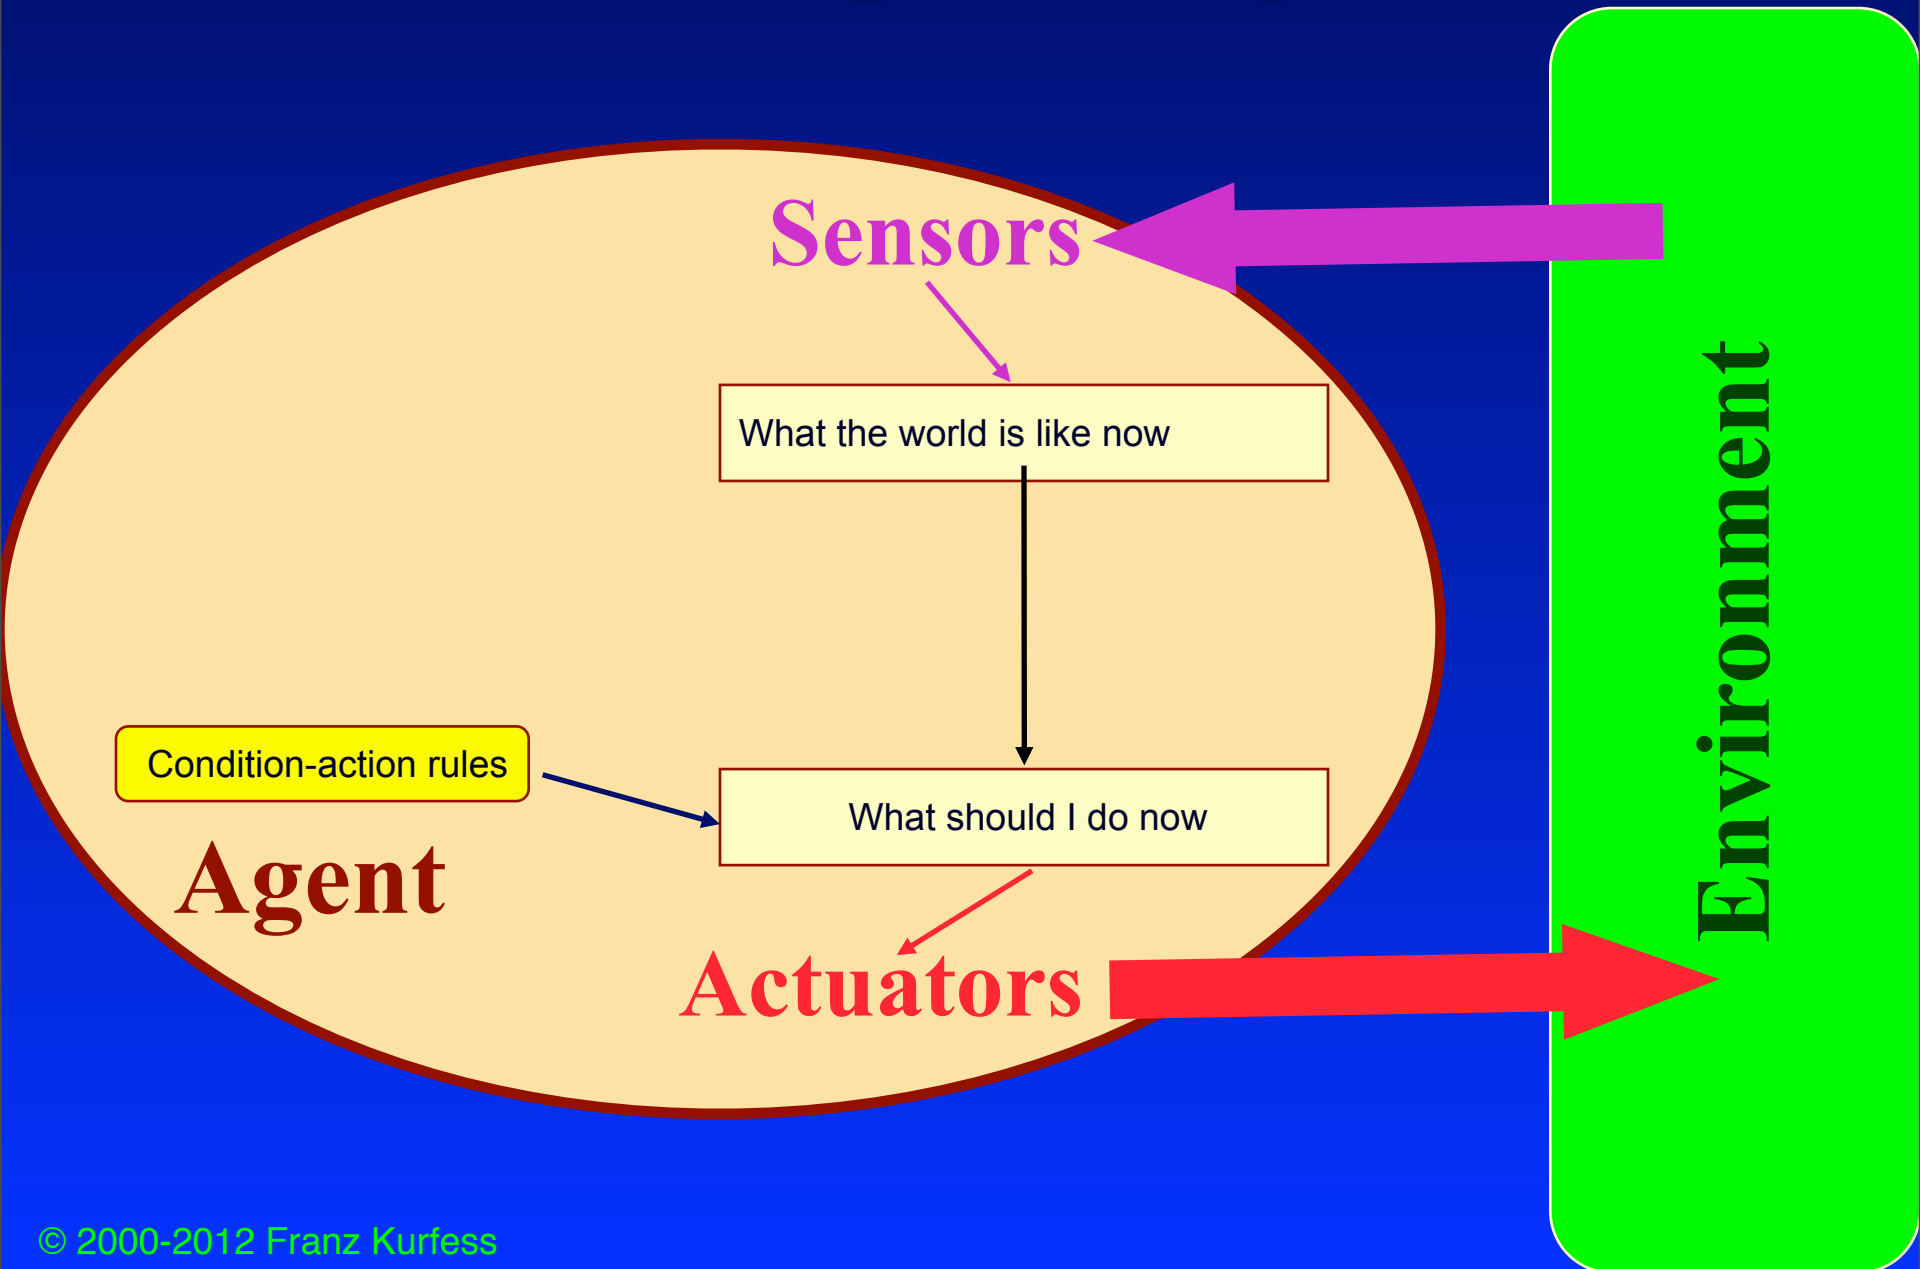 Sensors
What the world is like now
Environment
Condition-action rules
What should I do now
Agent
Actuators
© 2000-2012 Franz Kurfess